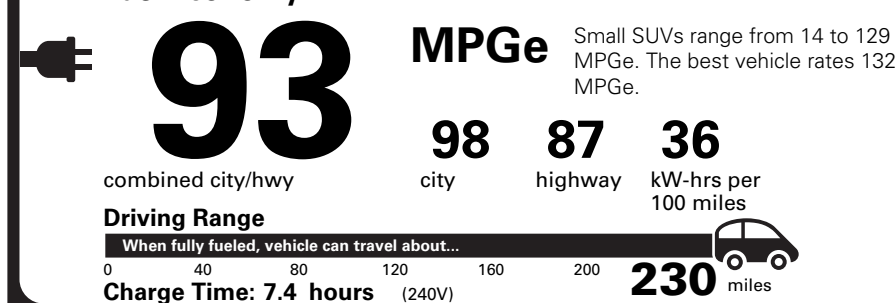 93
MPGe
Small SUVs range from 14 to 129
MPGe. The best vehicle rates 132
MPGe.
98
87
36
combined city/hwy
city
highway
kW-hrs per
100 miles
Driving Range
When fully fueled, vehicle can travel about...
0 40 80 120 160 200 230 miles
Charge Time: 7.4 hours (240V)